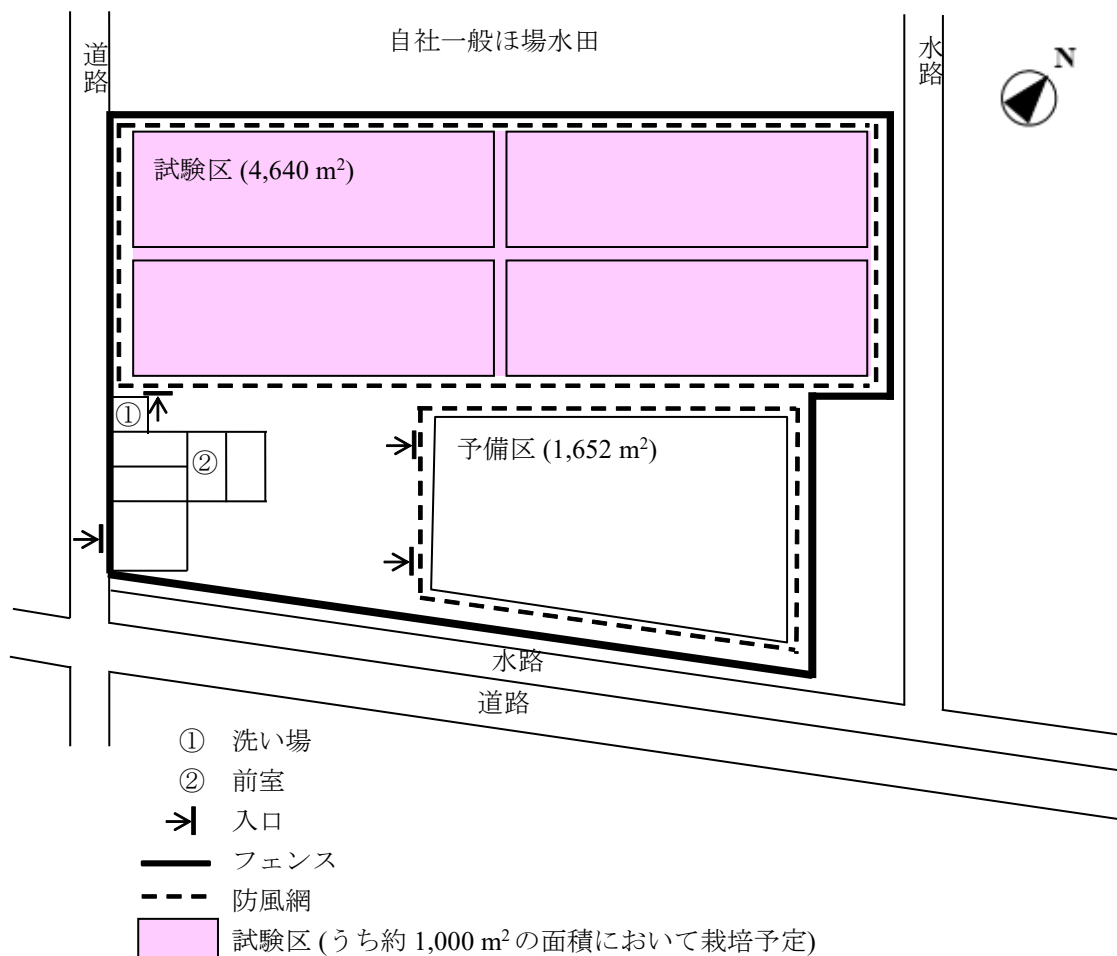 自社一般ほ場水田
道路
水路
N
試験区 (4,640 m²)
①
②
予備区 (1,652 m²)
水路
道路
① 洗い場
② 前室
入口
フェンス
防風網
試験区 (うち約 1,000 m² の面積において栽培予定)